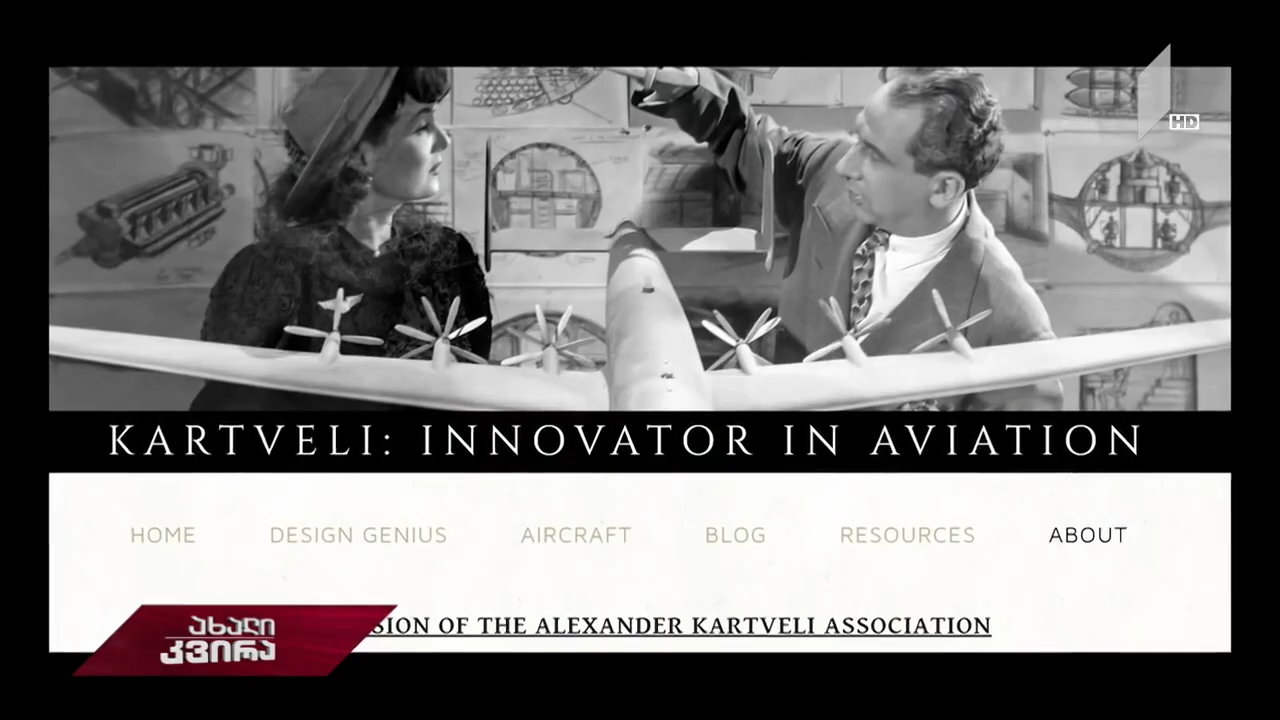 HD
KARTVELI: INNOVATOR IN AVIATION
HOME DESIGN GENIUS AIRCRAFT BLOG RESOURCES ABOUT
OF THE ALEXANDER KARTVELI ASSOCIATION
ახალი
კვირა